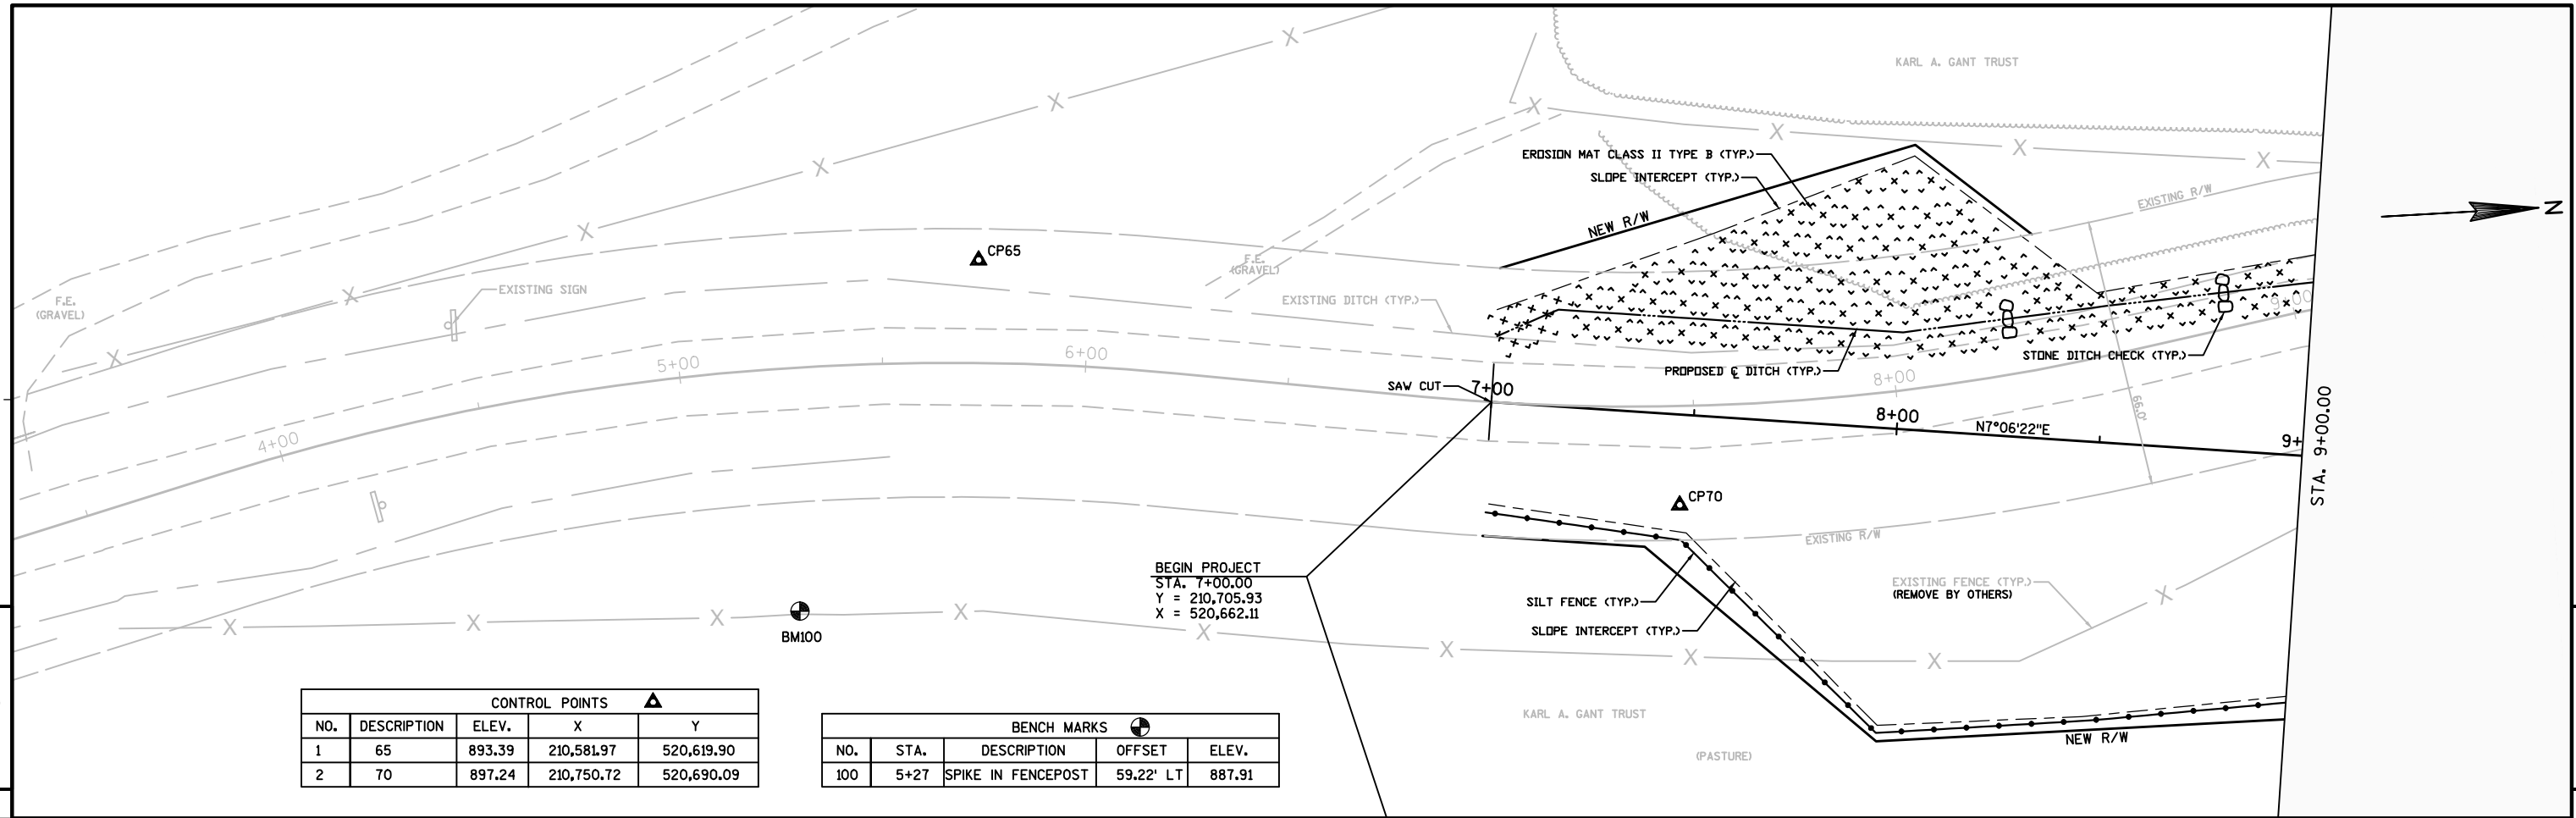 KARL A. GANT TRUST
EROSION MAT CLASS II TYPE B (TYP.)
SLOPE INTERCEPT (TYP.)
NEW R/W
EXISTING R/W
N
CP65
F.E.
(GRAVEL)
F.E.
(GRAVEL)
EXISTING SIGN
EXISTING DITCH (TYP.)
9+00
STONE DITCH CHECK (TYP.)
PROPOSED ℄ DITCH (TYP.)
5+00
6+00
SAW CUT
7+00
8+00
66.0'
4+00
8+00
N7°06'22"E
9+
STA. 9+00.00
CP70
EXISTING R/W
BEGIN PROJECT
STA. 7+00.00
Y = 210,705.93
X = 520,662.11
SILT FENCE (TYP.)
SLOPE INTERCEPT (TYP.)
EXISTING FENCE (TYP.)
(REMOVE BY OTHERS)
BM100
KARL A. GANT TRUST
(PASTURE)
NEW R/W
CONTROL POINTS
NO. DESCRIPTION ELEV. X Y
1 65 893.39 210,581.97 520,619.90
2 70 897.24 210,750.72 520,690.09
BENCH MARKS
NO. STA. DESCRIPTION OFFSET ELEV.
100 5+27 SPIKE IN FENCEPOST 59.22' LT 887.91